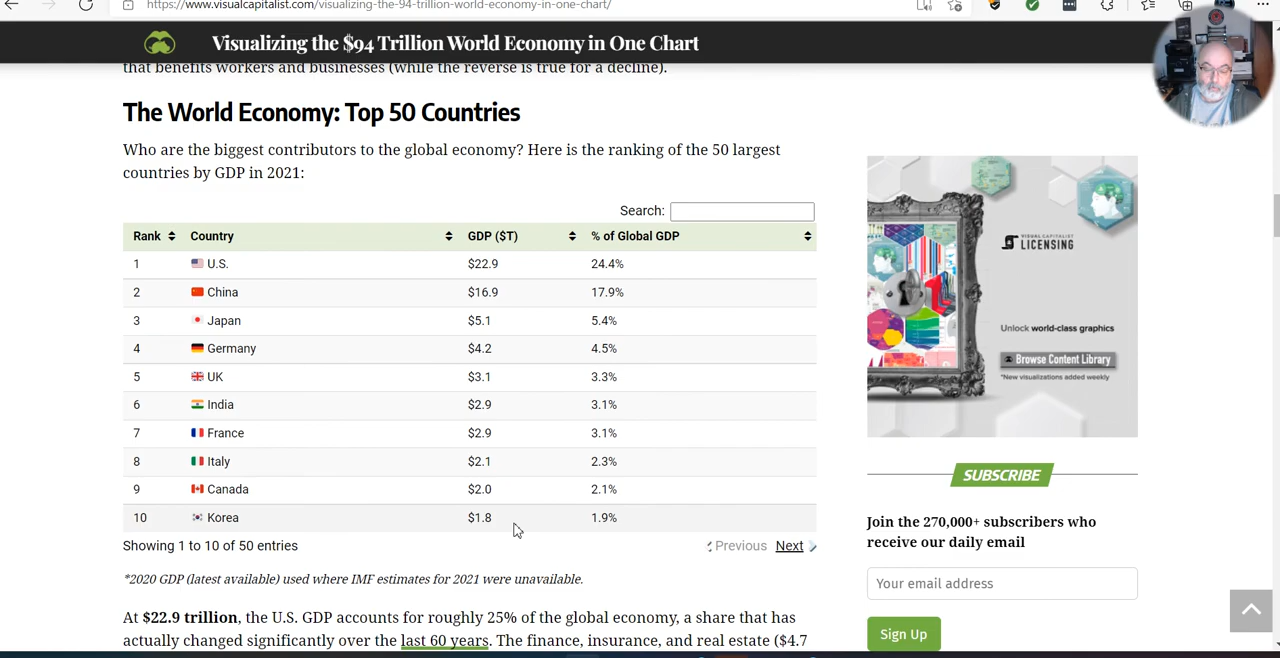 https://www.visualcapitalist.com/visualizing-the-94-trillion-world-economy-in-one-chart/
Visualizing the $94 Trillion World Economy in One Chart
that benefits workers and businesses (while the reverse is true for a decline).
The World Economy: Top 50 Countries
Who are the biggest contributors to the global economy? Here is the ranking of the 50 largest
countries by GDP in 2021:
Search:
Rank Country GDP ($T) % of Global GDP
1 U.S. $22.9 24.4%
2 China $16.9 17.9%
3 Japan $5.1 5.4%
4 Germany $4.2 4.5%
5 UK $3.1 3.3%
6 India $2.9 3.1%
7 France $2.9 3.1%
8 Italy $2.1 2.3%
9 Canada $2.0 2.1%
10 Korea $1.8 1.9%
Showing 1 to 10 of 50 entries
Previous Next
*2020 GDP (latest available) used where IMF estimates for 2021 were unavailable.
At $22.9 trillion, the U.S. GDP accounts for roughly 25% of the global economy, a share that has
actually changed significantly over the last 60 years. The finance, insurance, and real estate ($4.7
VISUAL CAPITALIST
LICENSING
Unlock world-class graphics
Browse Content Library
*New visualizations added weekly
SUBSCRIBE
Join the 270,000+ subscribers who
receive our daily email
Your email address
Sign Up